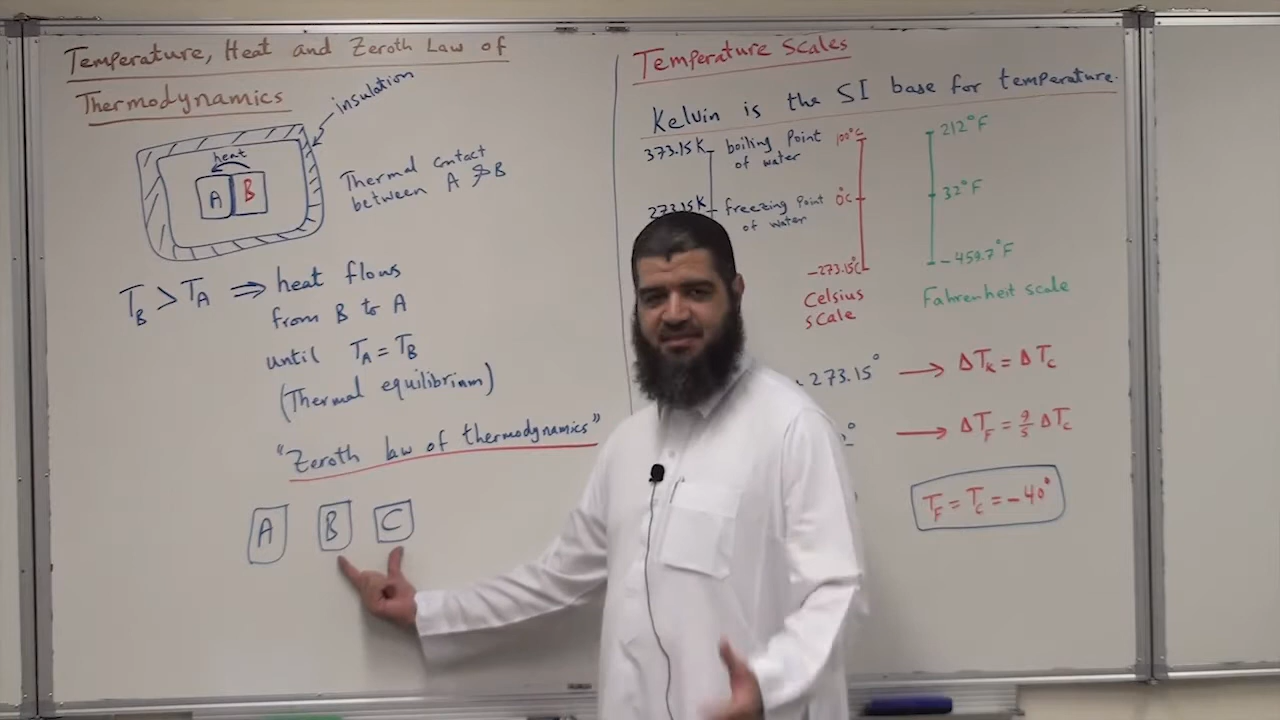 Temperature, Heat and Zeroth Law of
Thermodynamics
insulation
heat
A B
Thermal contact
between A & B
T_B > T_A ⇒ heat flows
from B to A
until T_A = T_B
(Thermal equilibrium)
"Zeroth law of thermodynamics"
A B C
Temperature Scales
Kelvin is the SI base for temperature.
373.15K boiling point
of water
273.15K freezing point
of water
100°C
0°C
-273.15°C
Celsius
scale
212°F
32°F
-459.7°F
Fahrenheit scale
273.15° → ΔT_K = ΔT_C
→ ΔT_F = 9/5 ΔT_C
T_F = T_C = -40°